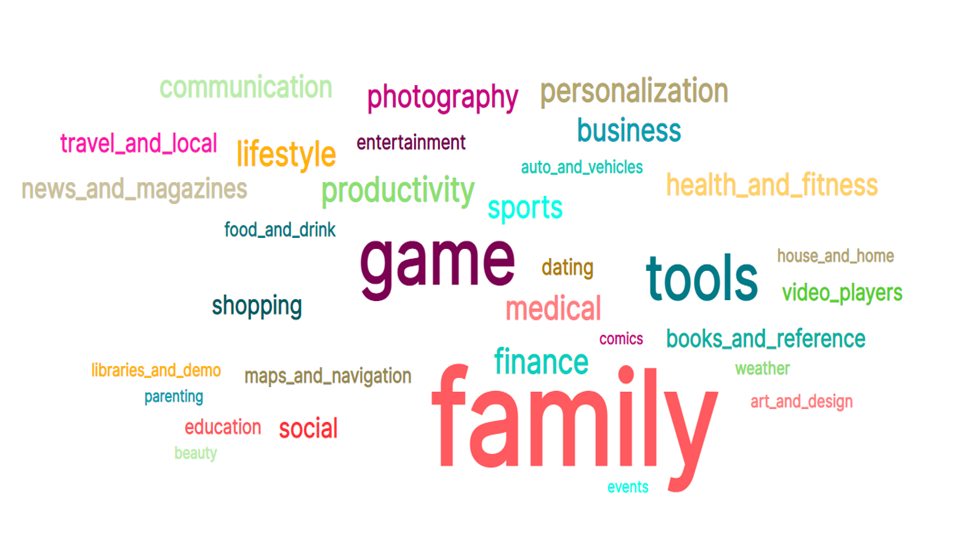 communication
photography
personalization
business
travel_and_local
lifestyle
entertainment
auto_and_vehicles
news_and_magazines
productivity
health_and_fitness
sports
food_and_drink
game
dating
tools
house_and_home
video_players
shopping
medical
comics
books_and_reference
finance
weather
libraries_and_demo
maps_and_navigation
parenting
family
art_and_design
education
social
beauty
events